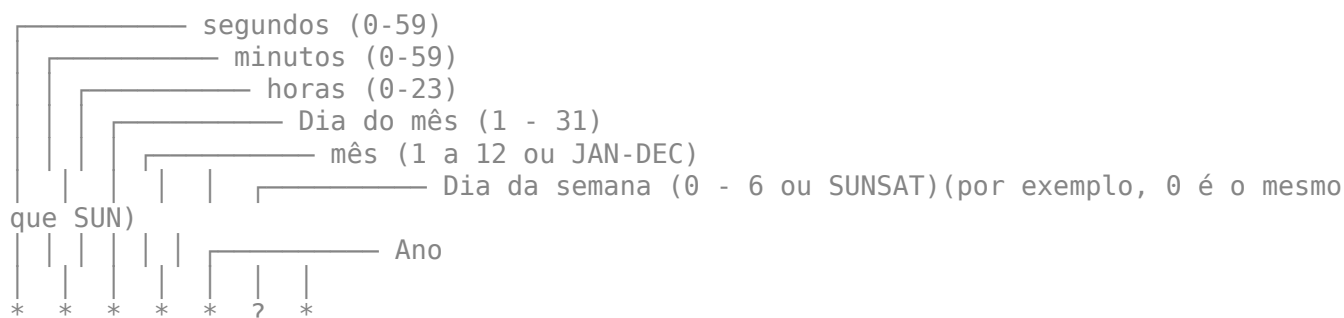 segundos (0-59)
minutos (0-59)
horas (0-23)
Dia do mês (1 - 31)
mês (1 a 12 ou JAN-DEC)
Dia da semana (0 - 6 ou SUNSAT)(por exemplo, 0 é o mesmo
que SUN)
Ano
* * * * * ? *